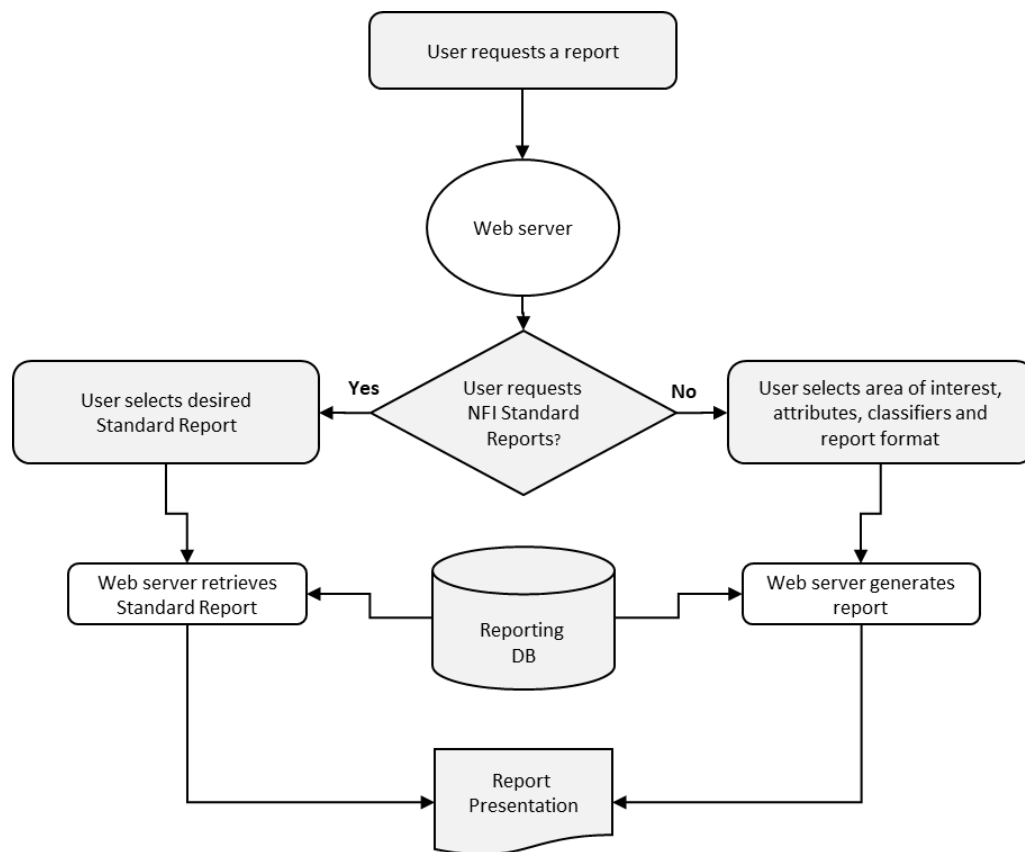 User requests a report
Web server
Yes
No
User selects desired
Standard Report
User requests
NFI Standard
Reports?
User selects area of interest,
attributes, classifiers and
report format
Web server retrieves
Standard Report
Reporting
DB
Web server generates
report
Report
Presentation